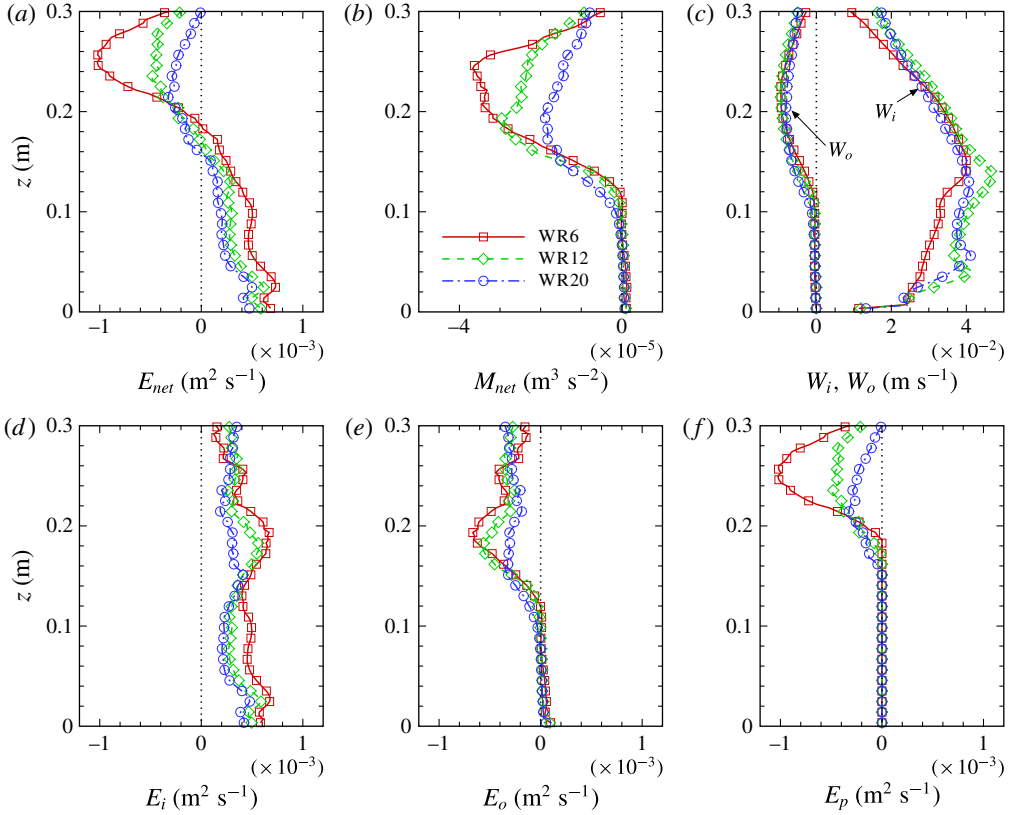 (a) (b) (c)
0.3 0.3 0.3
0.2 0.2 0.2
0.1 0.1 0.1
0 0 0
z (m)
W_i
W_o
WR6
WR12
WR20
−1 0 1 −4 0 0 2 4
(× 10⁻³) (× 10⁻⁵) (× 10⁻²)
E_net (m² s⁻¹) M_net (m³ s⁻²) W_i, W_o (m s⁻¹)
(d) (e) (f)
0.3 0.3 0.3
0.2 0.2 0.2
0.1 0.1 0.1
0 0 0
z (m)
−1 0 1 −1 0 1 −1 0 1
(× 10⁻³) (× 10⁻³) (× 10⁻³)
E_i (m² s⁻¹) E_o (m² s⁻¹) E_p (m² s⁻¹)